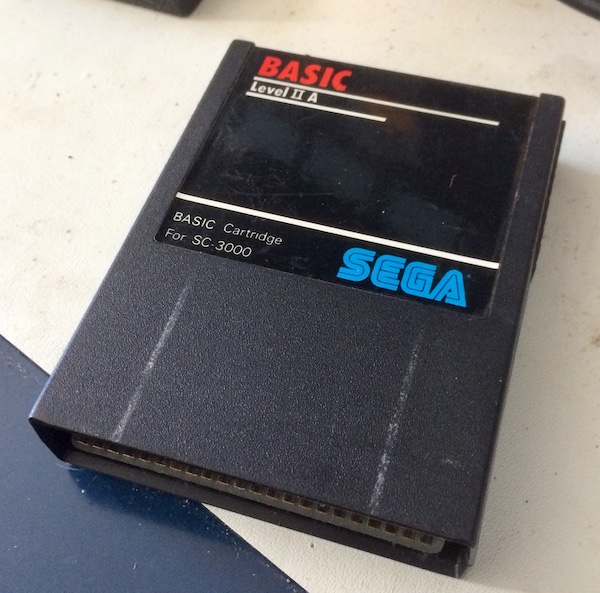 BASIC
Level II A
BASIC Cartridge
For SC-3000
SEGA